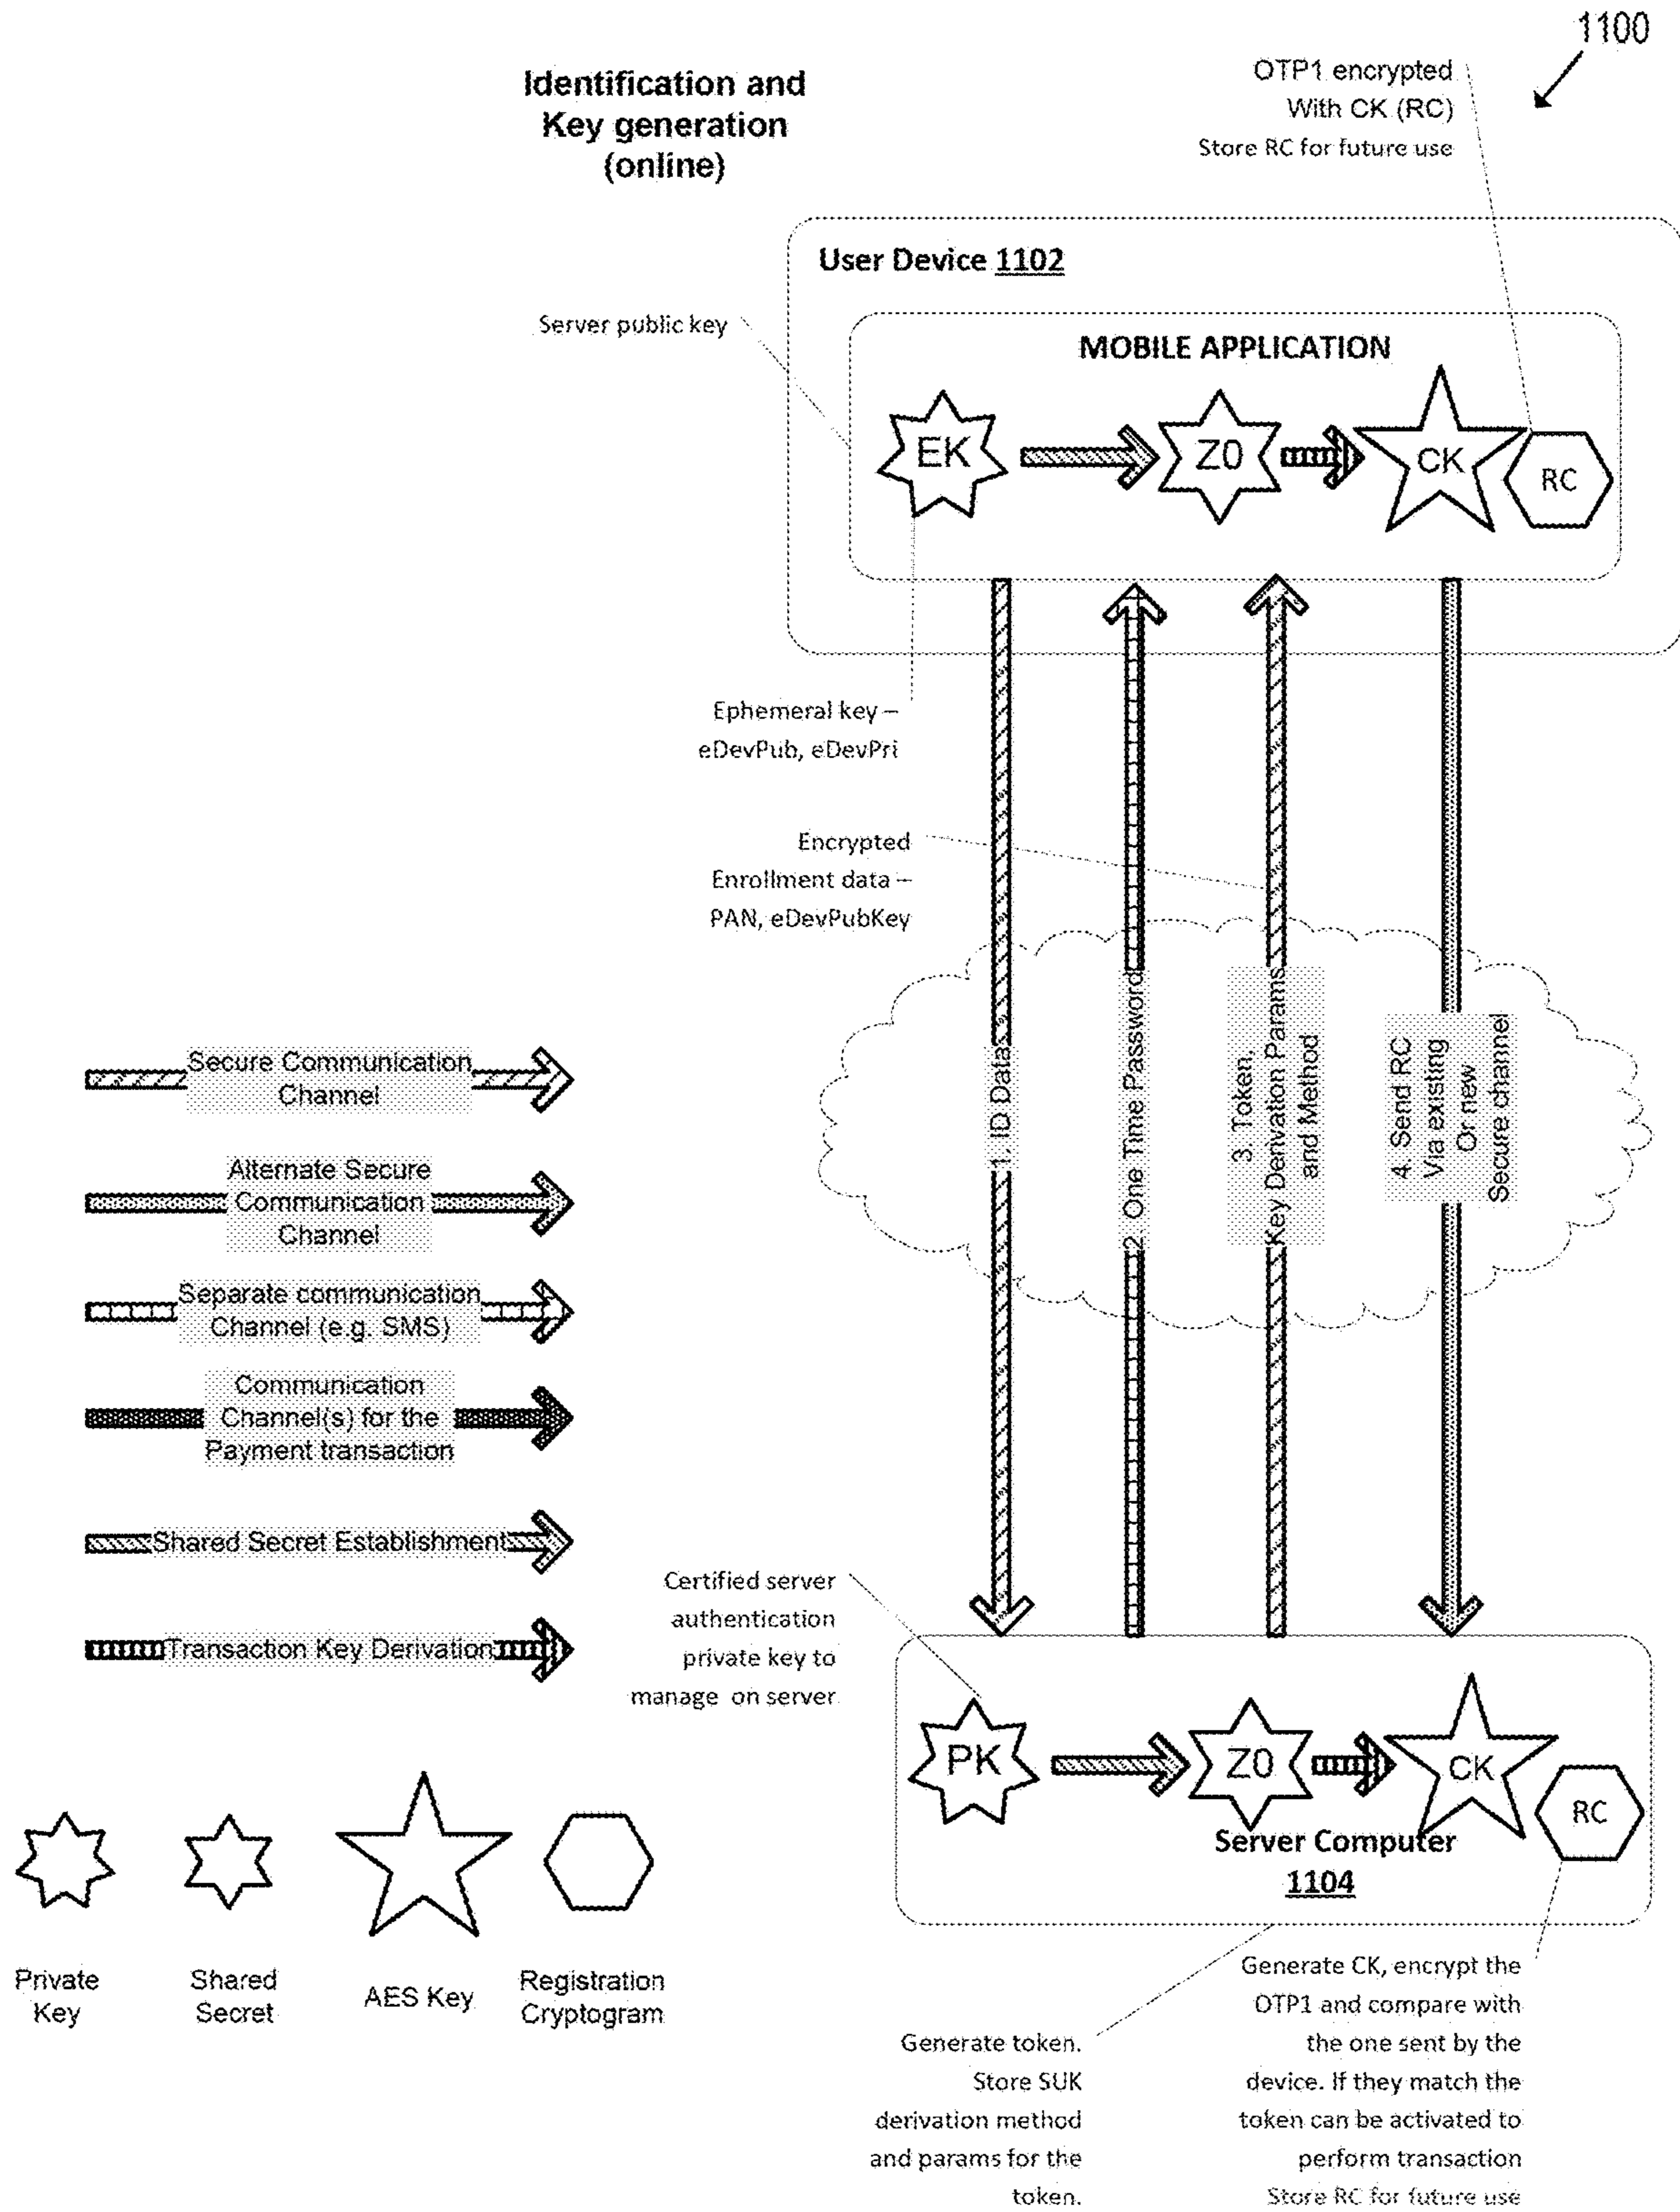 1100
Identification and
Key generation
(online)
OTP1 encrypted
With CK (RC)
Store RC for future use
User Device 1102
Server public key
MOBILE APPLICATION
EK
Z0
CK
RC
Ephemeral key –
eDevPub, eDevPri
Encrypted
Enrollment data –
PAN, eDevPubKey
1. ID Data
2. One Time Password
3. Token,
Key Derivation Params
and Method
4. Send RC
Via existing
Or new
Secure channel
Secure Communication
Channel
Alternate Secure
Communication
Channel
Separate communication
Channel (e.g. SMS)
Communication
Channel(s) for the
Payment transaction
Shared Secret Establishment
Transaction Key Derivation
Certified server
authentication
private key to
manage on server
PK
Z0
CK
RC
Server Computer
1104
Private
Key
Shared
Secret
AES Key
Registration
Cryptogram
Generate token.
Store SUK
derivation method
and params for the
token.
Generate CK, encrypt the
OTP1 and compare with
the one sent by the
device. If they match the
token can be activated to
perform transaction
Store RC for future use